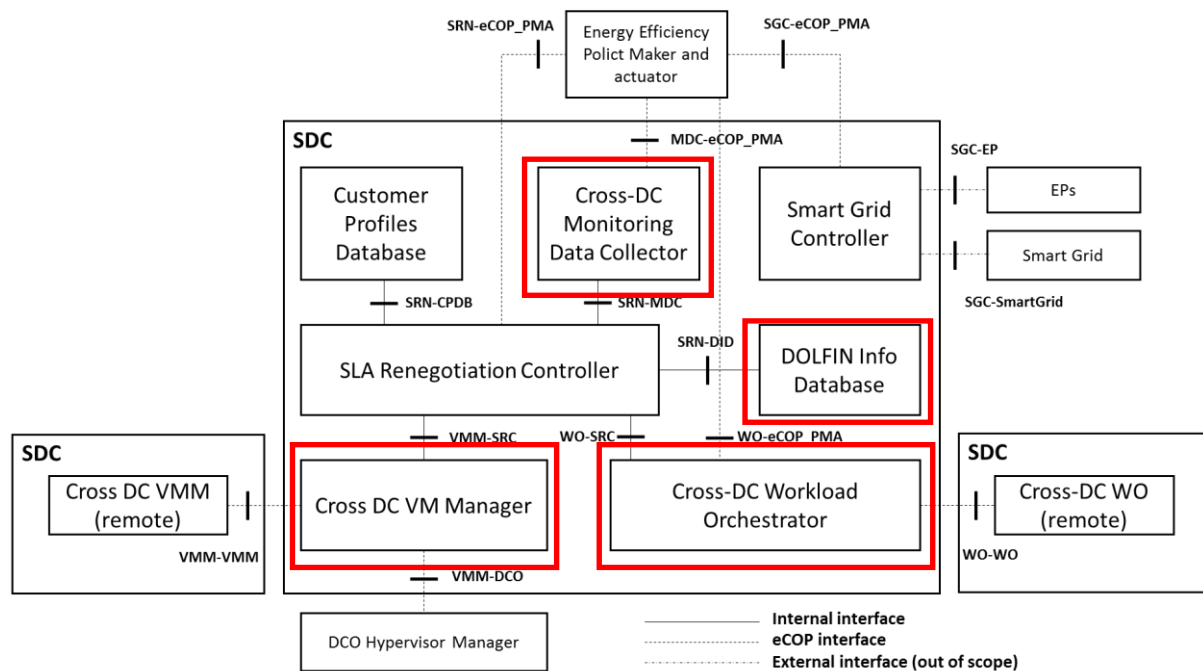 SRN-eCOP_PMA
Energy Efficiency
Polict Maker and
actuator
SGC-eCOP_PMA
SDC
MDC-eCOP_PMA
Customer
Profiles
Database
Cross-DC
Monitoring
Data Collector
Smart Grid
Controller
SGC-EP
EPs
Smart Grid
SGC-SmartGrid
SRN-CPDB
SRN-MDC
SLA Renegotiation Controller
SRN-DID
DOLFIN Info
Database
VMM-SRC
WO-SRC
WO-eCOP_PMA
SDC
Cross DC VMM
(remote)
VMM-VMM
Cross DC VM Manager
Cross-DC Workload
Orchestrator
SDC
Cross-DC WO
(remote)
WO-WO
VMM-DCO
DCO Hypervisor Manager
Internal interface
eCOP interface
External interface (out of scope)